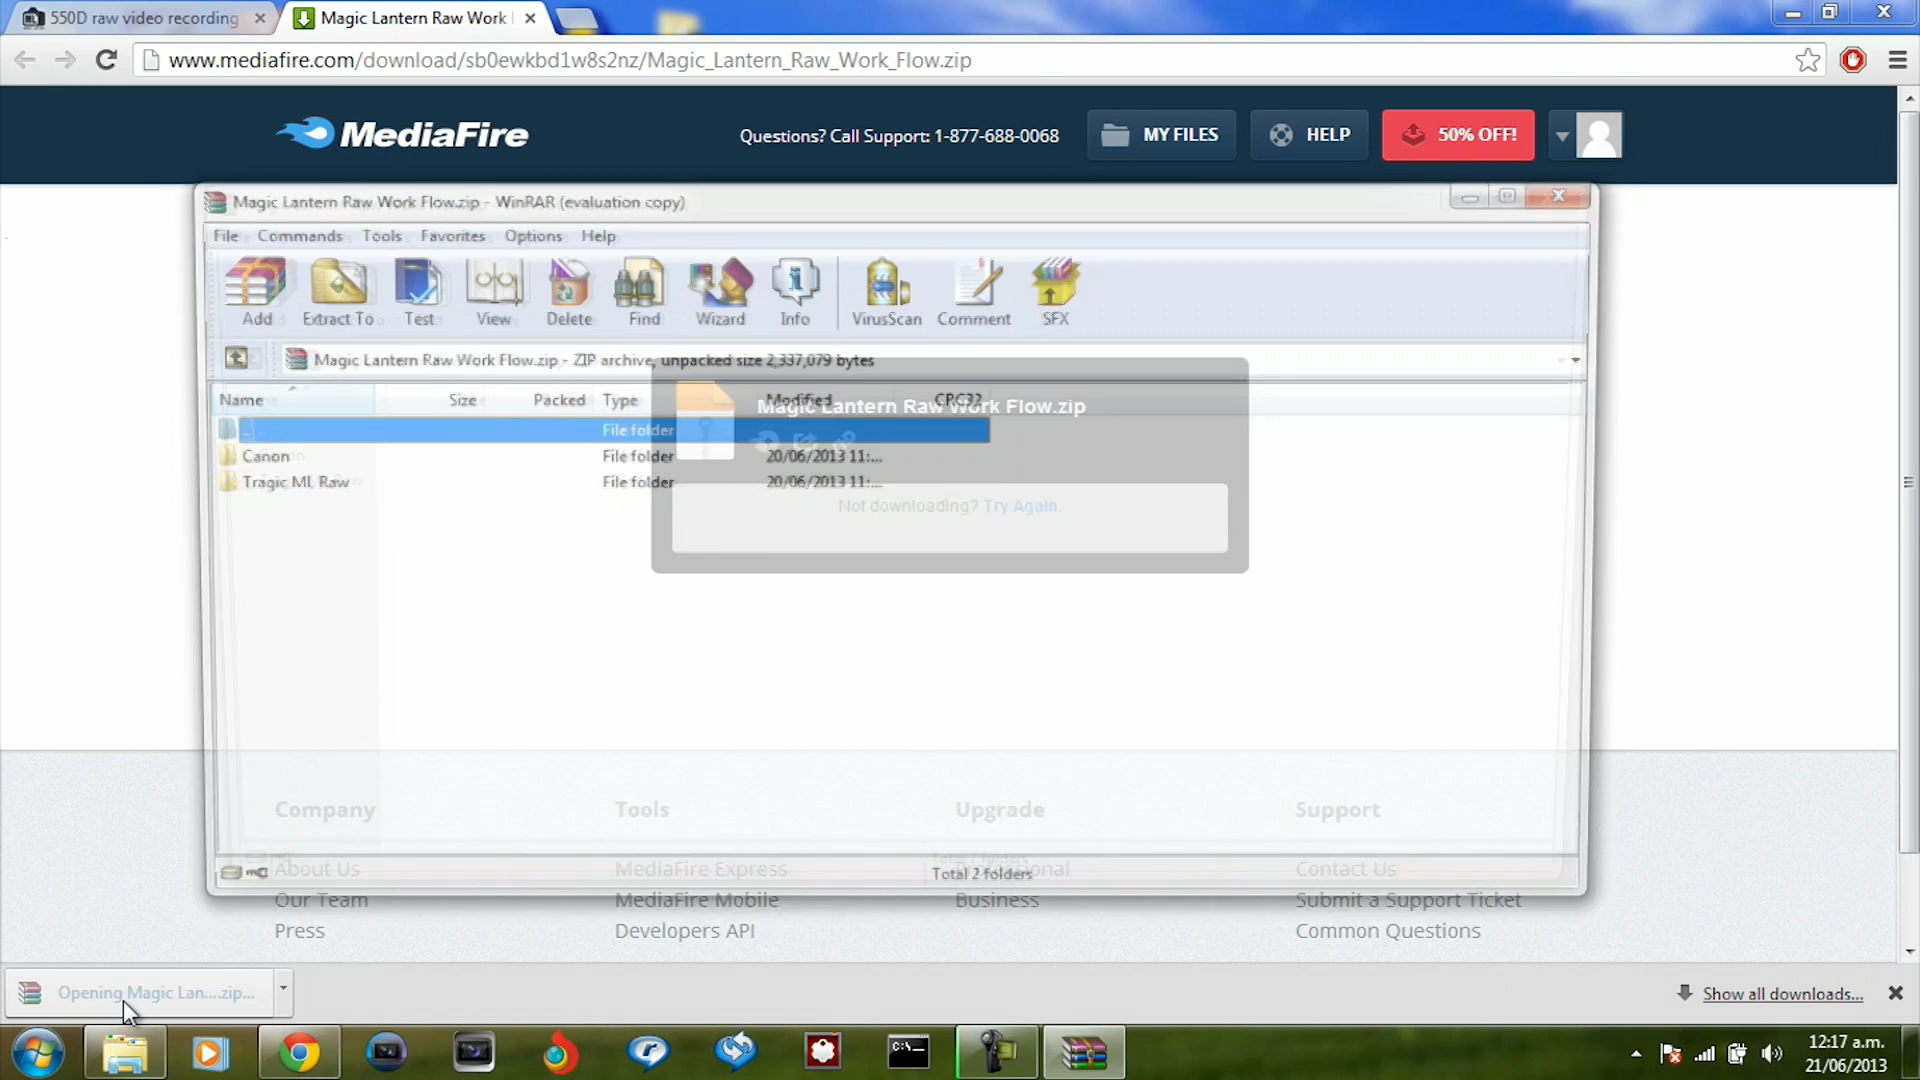 550D raw video recording
Magic Lantern Raw Work
www.mediafire.com/download/sb0ewkbd1w8s2nz/Magic_Lantern_Raw_Work_Flow.zip
MediaFire
Questions? Call Support: 1-877-688-0068
MY FILES
HELP
50% OFF!
Magic Lantern Raw Work Flow.zip - WinRAR (evaluation copy)
File Commands Tools Favorites Options Help
Add Extract To Test View Delete Find Wizard Info VirusScan Comment SFX
Magic Lantern Raw Work Flow.zip - ZIP archive, unpacked size 2,337,079 bytes
Name Size Packed Type Modified CRC32
Magic Lantern Raw Work Flow.zip
.. File folder
Canon File folder 20/06/2013 11:...
Tragic ML Raw File folder 20/06/2013 11:...
Not downloading? Try Again.
Company Tools Upgrade Support
About Us MediaFire Express Professional Contact Us
Total 2 folders
Our Team MediaFire Mobile Business Submit a Support Ticket
Press Developers API Common Questions
Opening Magic Lan....zip...
Show all downloads...
C:\_
12:17 a.m.
21/06/2013